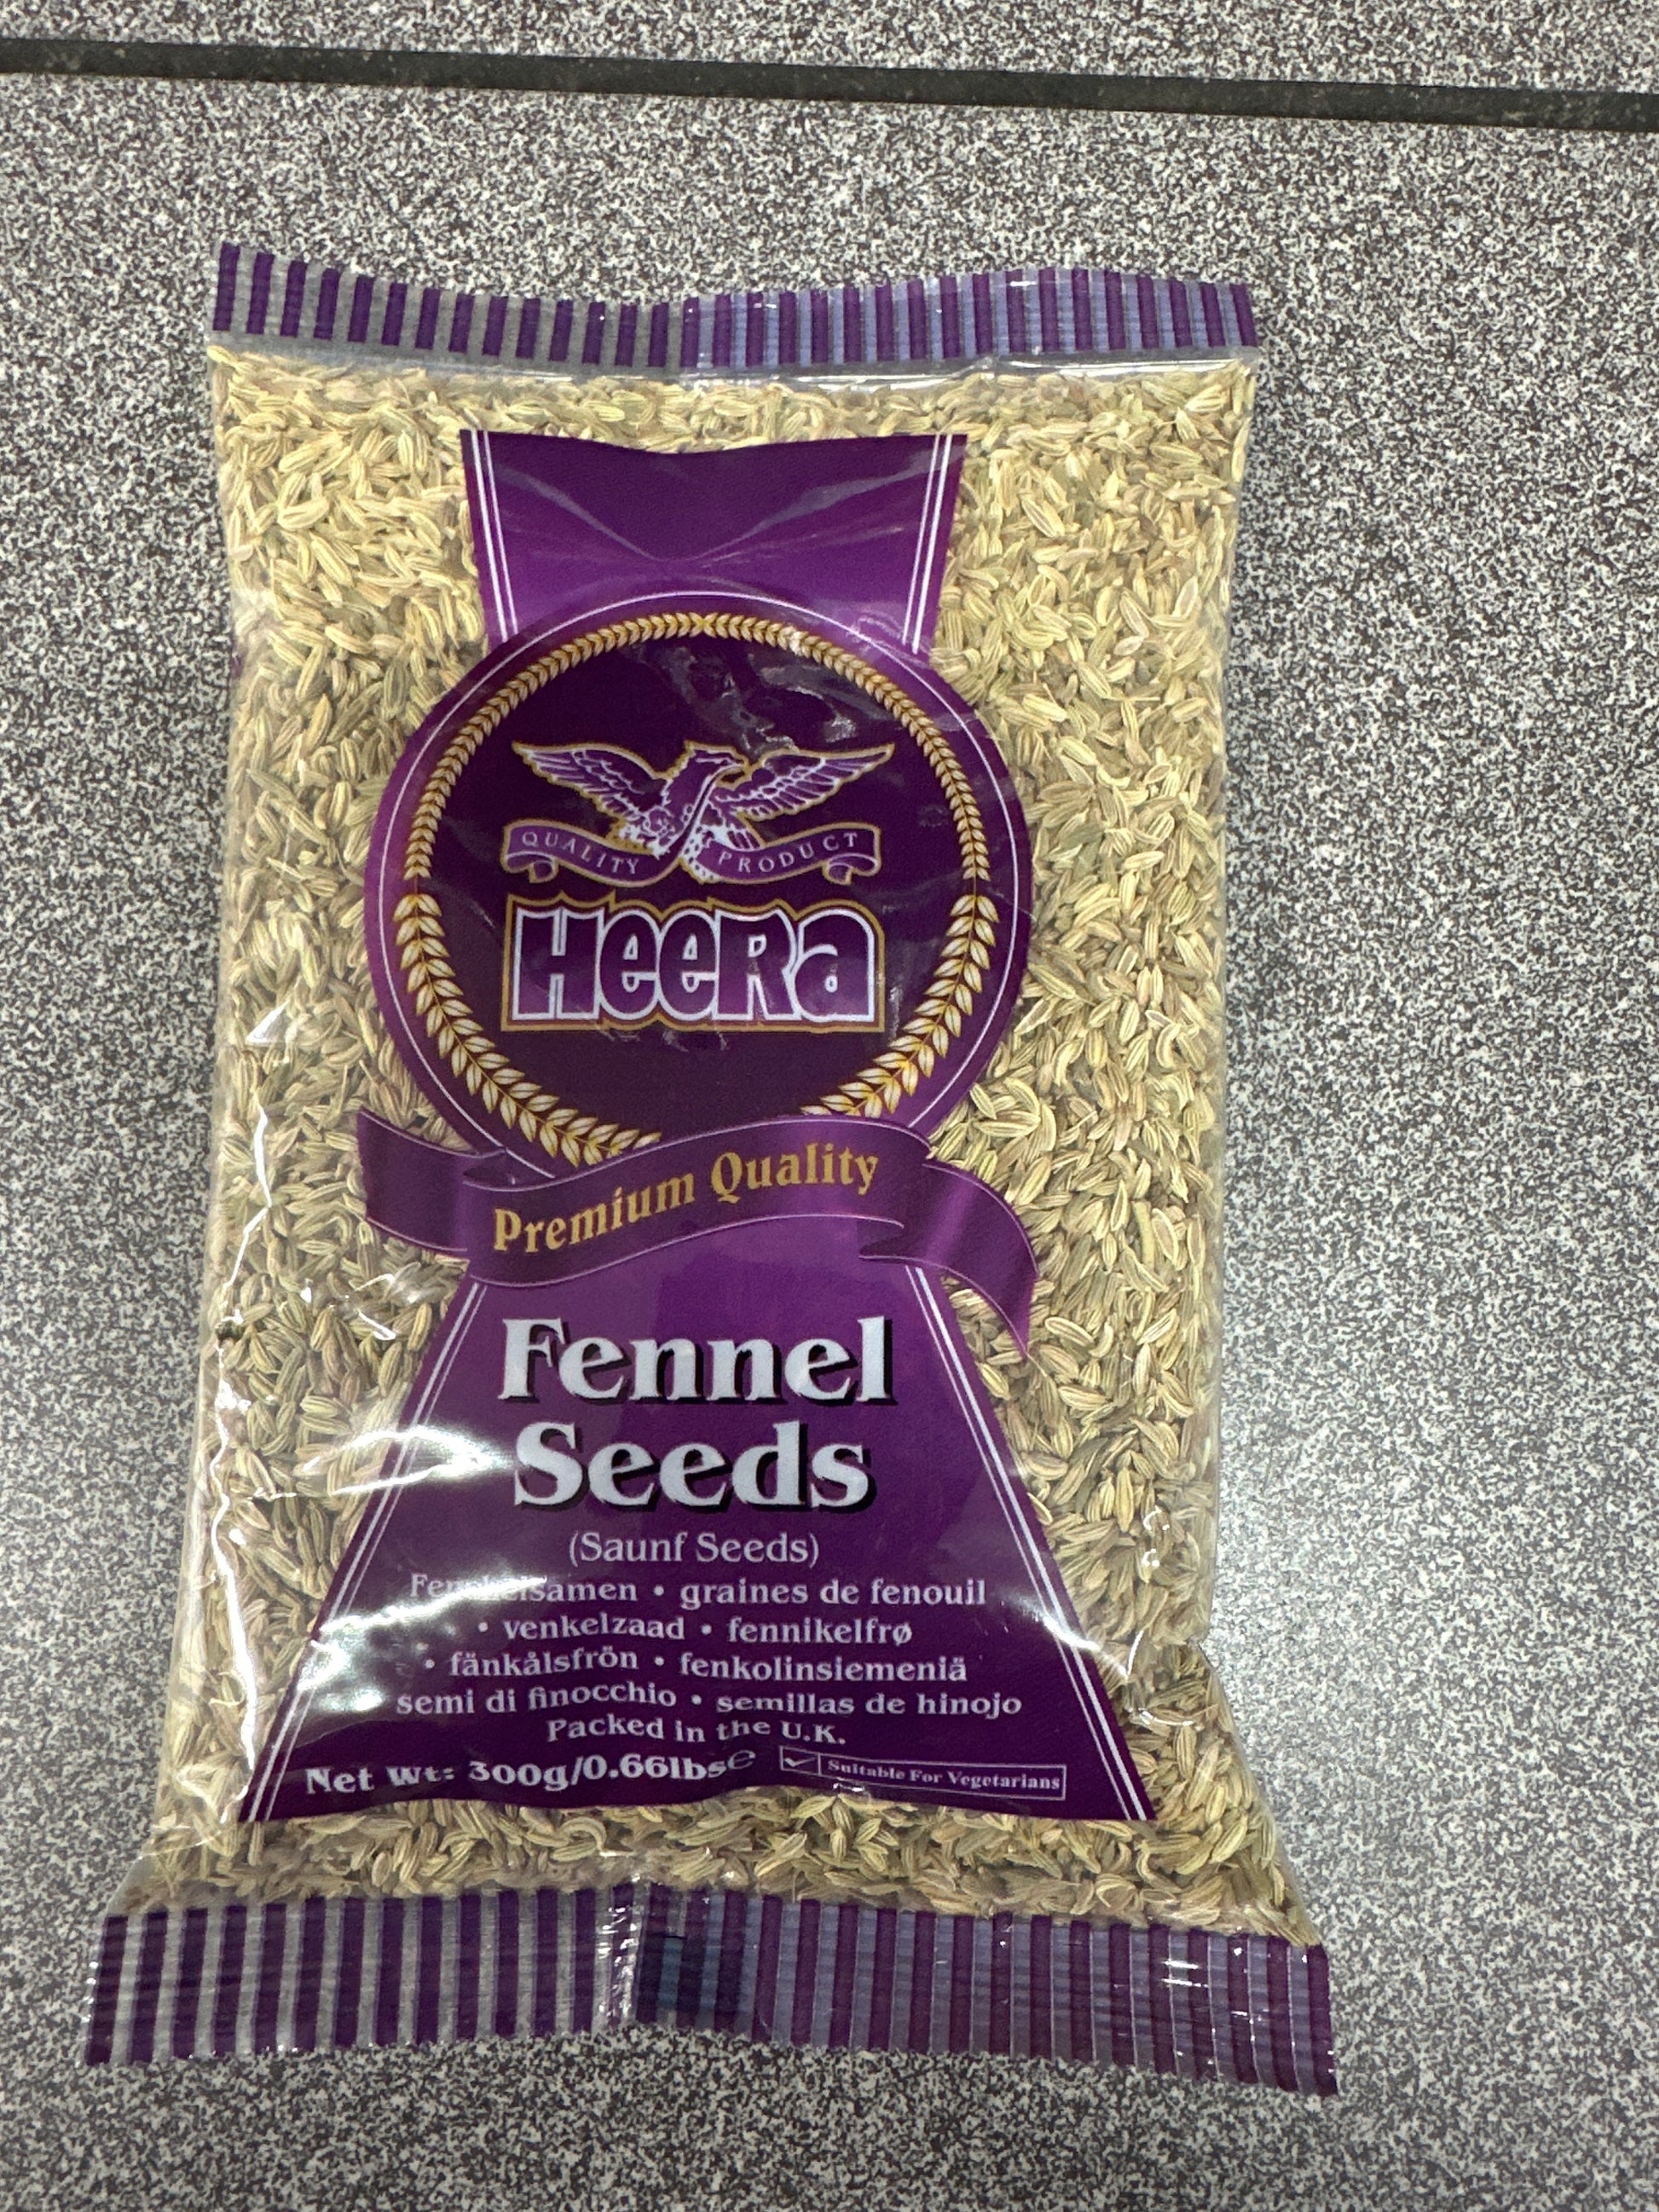 QUALITY PRODUCT
HEERA
Premium Quality
Fennel
Seeds
(Saunf Seeds)
Fenchelsamen • graines de fenouil
• venkelzaad • fennikelfrø
• fänkålsfrön • fenkolinsiemeniä
semi di finocchio • semillas de hinojo
Packed in the U.K.
Net Wt: 300g/0.66lbs℮ Suitable For Vegetarians